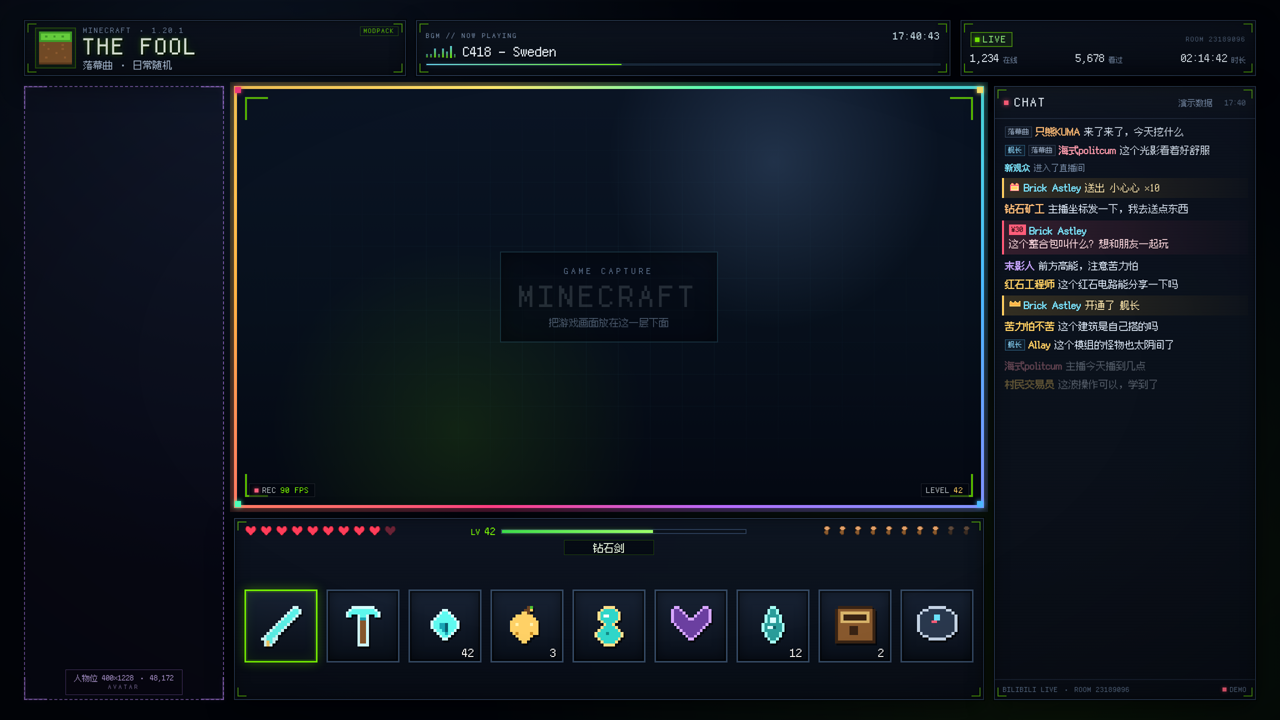 MINECRAFT · 1.20.1
MODPACK
THE FOOL
落幕曲 · 日常随机
BGM // NOW PLAYING
17:40:43
C418 - Sweden
LIVE
ROOM 23189096
1,234 在线
5,678 看过
02:14:42 时长
CHAT
演示数据 17:40
落幕曲 只熊KUMA 来了来了，今天挖什么
舰长 落幕曲 海式politcum 这个光影看着好舒服
新观众 进入了直播间
Brick Astley 送出 小心心 ×10
钻石矿工 主播坐标发一下，我去送点东西
¥30 Brick Astley
这个整合包叫什么？想和朋友一起玩
末影人 前方高能，注意苦力怕
红石工程师 这个红石电路能分享一下吗
Brick Astley 开通了 舰长
苦力怕不苦 这个建筑是自己搭的吗
舰长 Allay 这个模组的怪物也太阴间了
海式politcum 主播今天播到几点
村民交易员 这波操作可以，学到了
GAME CAPTURE
MINECRAFT
把游戏画面放在这一层下面
REC 90 FPS
LEVEL 42
LV 42
钻石剑
42
3
12
2
人物位 400×1228 · 48,172
AVATAR
BILIBILI LIVE · ROOM 23189096
DEMO